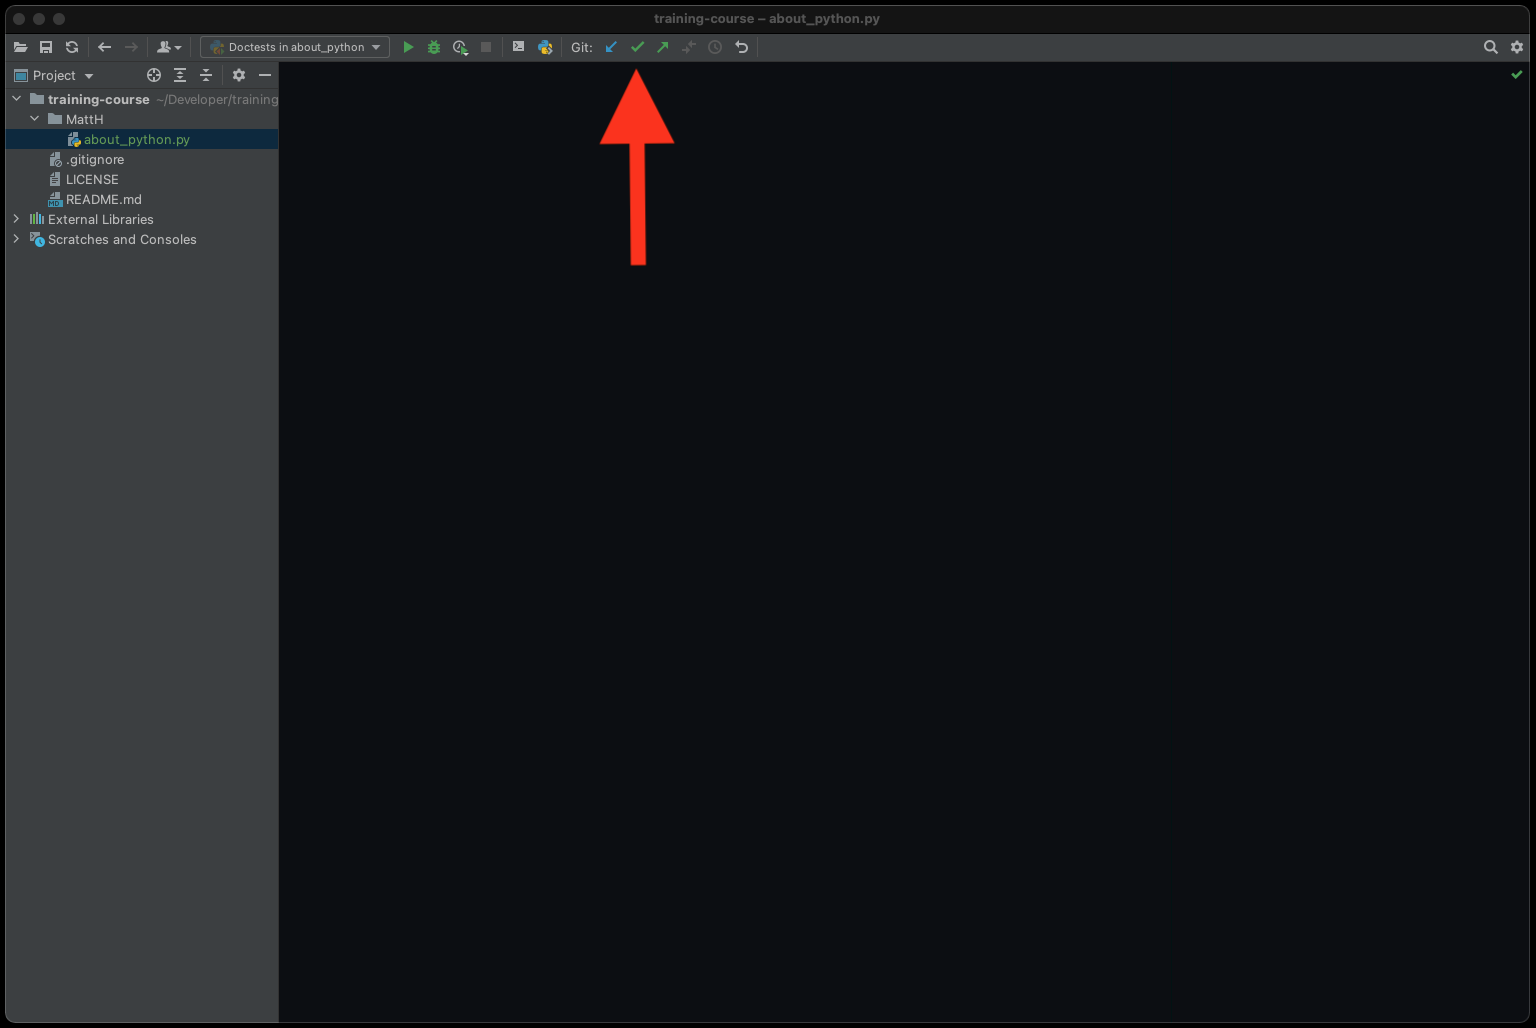 training-course – about_python.py
Doctests in about_python
Git:
Project
training-course ~/Developer/training
MattH
about_python.py
.gitignore
LICENSE
MD README.md
External Libraries
Scratches and Consoles